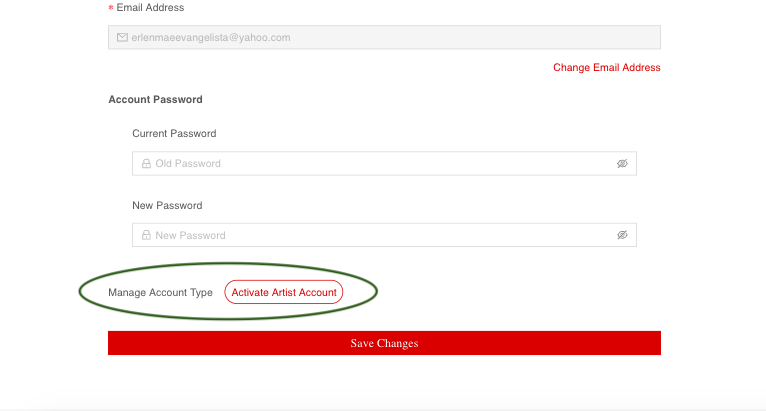 * Email Address
erlenmaeevangelista@yahoo.com
Change Email Address
Account Password
Current Password
Old Password
New Password
New Password
Manage Account Type Activate Artist Account
Save Changes